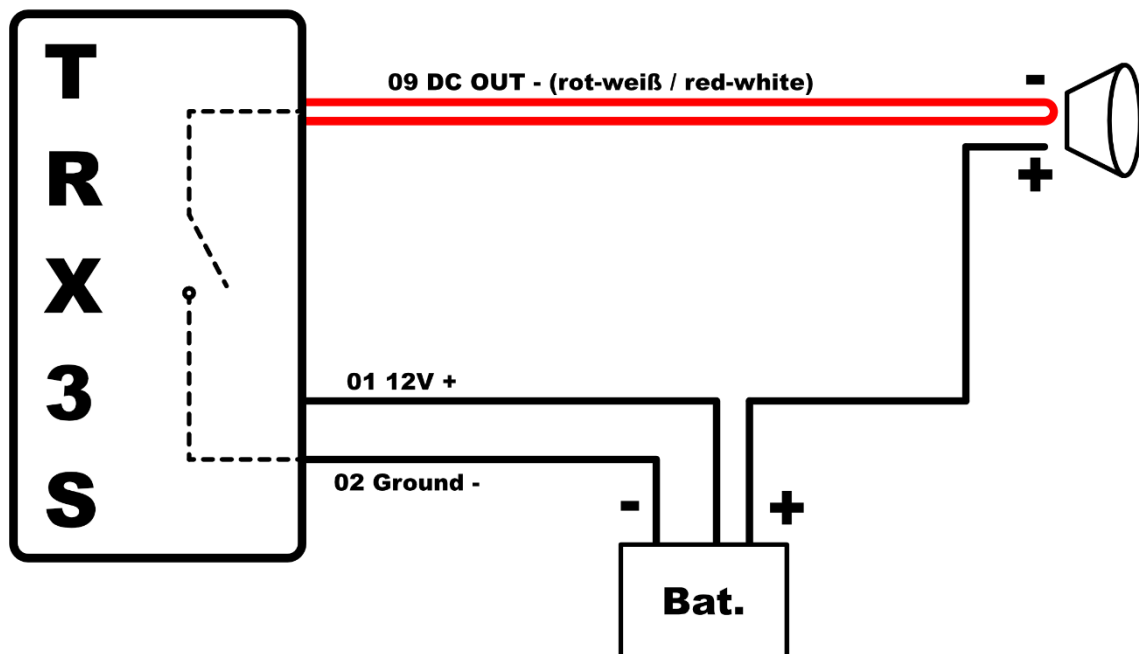 T
R
X
3
S
09 DC OUT - (rot-weiß / red-white)
-
+
01 12V +
02 Ground -
-
+
Bat.